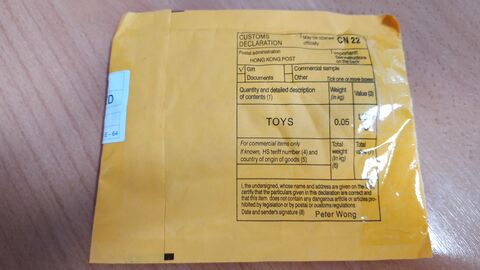 CUSTOMS
DECLARATION
May be opened
officially
CN 22
Postal administration
HONG KONG POST
Important!
See instructions
on the back
Gift
Commercial sample
Documents
Other
Tick one or more boxes
Quantity and detailed description
of contents (1)
Weight
(in kg)
Value (3)
TOYS
0.05
For commercial items only
If known, HS tariff number (4) and
country of origin of goods (5)
Total
weight
(in kg)
(6)
Total
I, the undersigned, whose name and address are given on the
certify that the particulars given in this declaration are correct and
that this item does not contain any dangerous article or articles pro-
hibited by legislation or by postal or customs regulations.
Date and sender's signature (8)
Peter Wong
D
E - 64